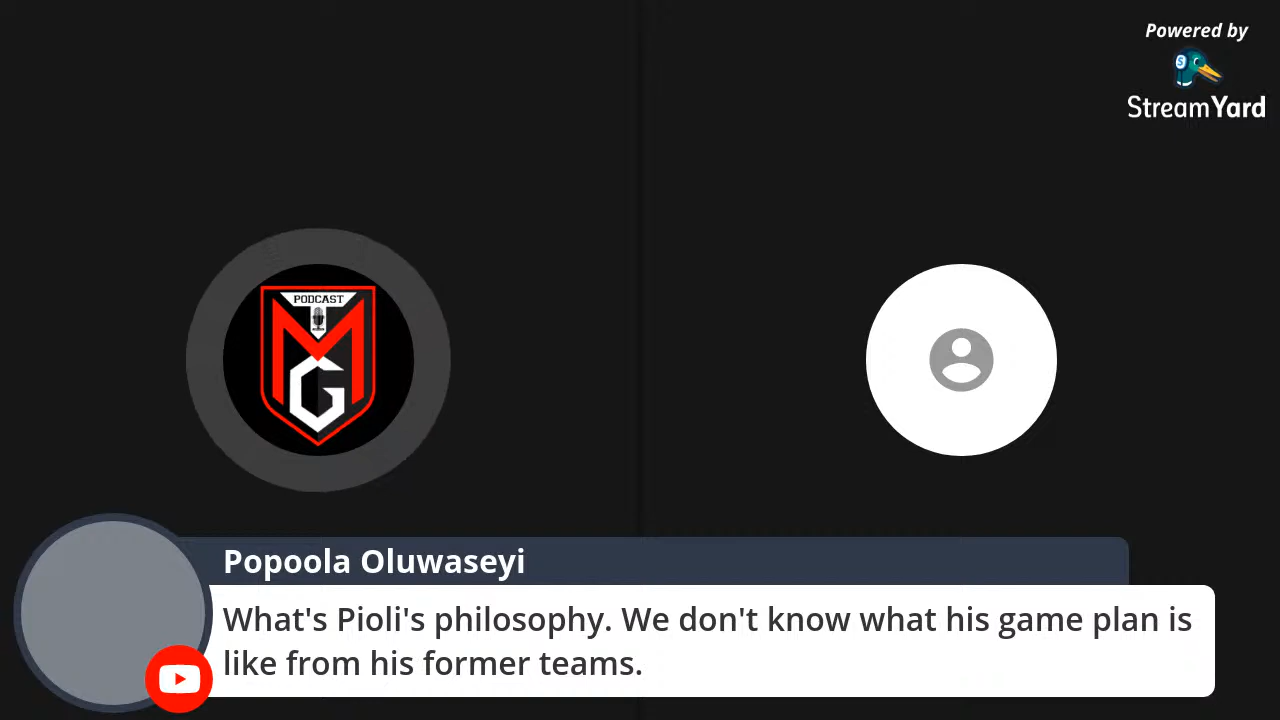 Powered by
StreamYard
PODCAST
MG
Popoola Oluwaseyi
What's Pioli's philosophy. We don't know what his game plan is
like from his former teams.